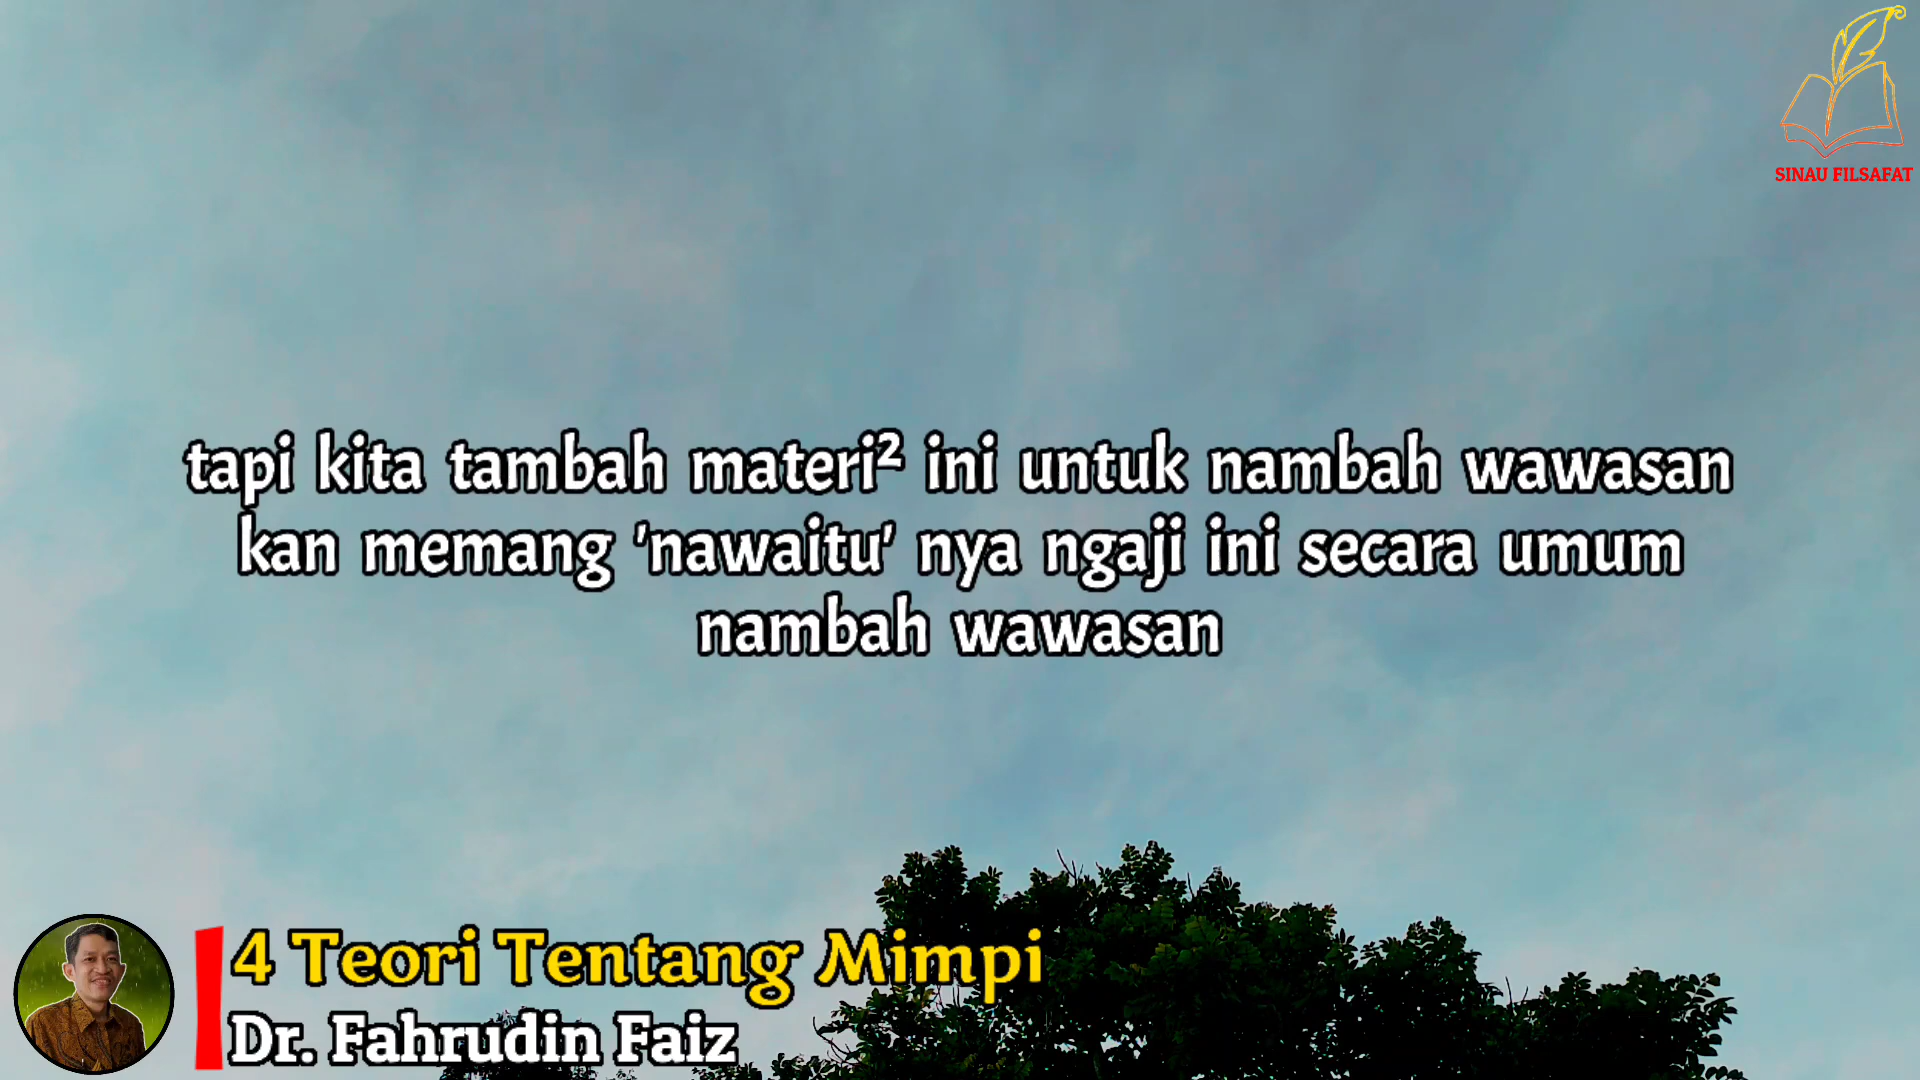 SINAU FILSAFAT
tapi kita tambah materi² ini untuk nambah wawasan
kan memang 'nawaitu' nya ngaji ini secara umum
nambah wawasan
4 Teori Tentang Mimpi
Dr. Fahrudin Faiz